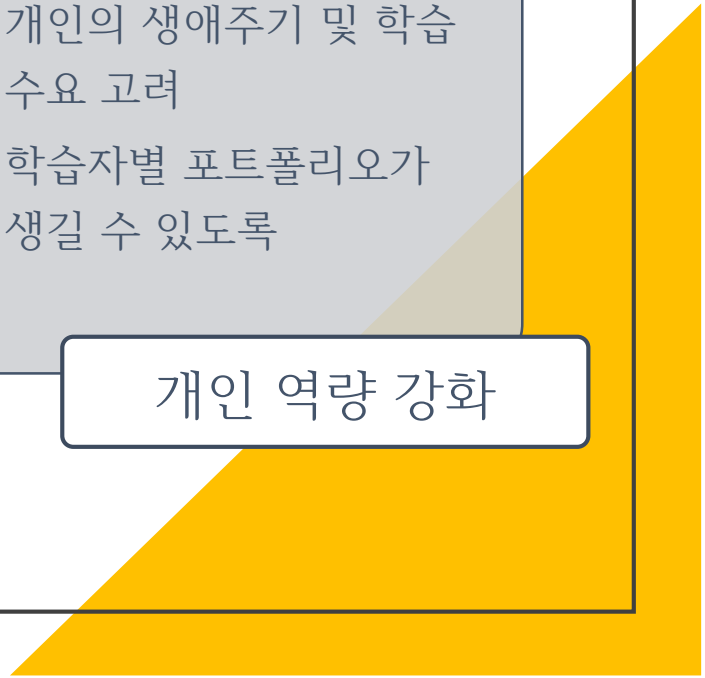 개인의 생애주기 및 학습
수요 고려
학습자별 포트폴리오가
생길 수 있도록
개인 역량 강화